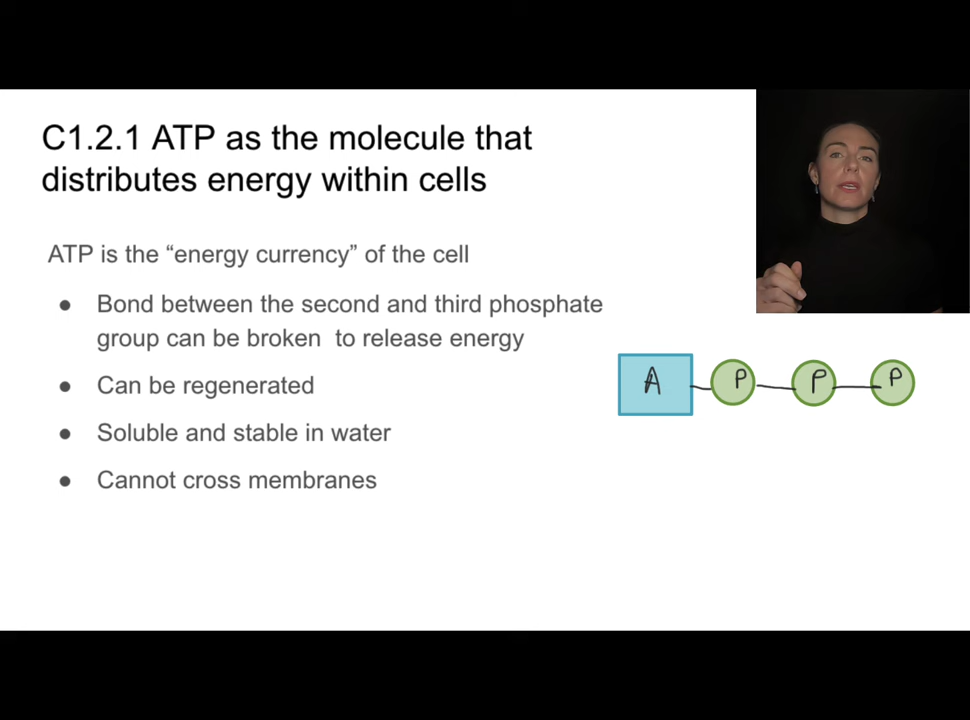 C1.2.1 ATP as the molecule that
distributes energy within cells
ATP is the “energy currency” of the cell
● Bond between the second and third phosphate
group can be broken  to release energy
● Can be regenerated
● Soluble and stable in water
● Cannot cross membranes
A P P P